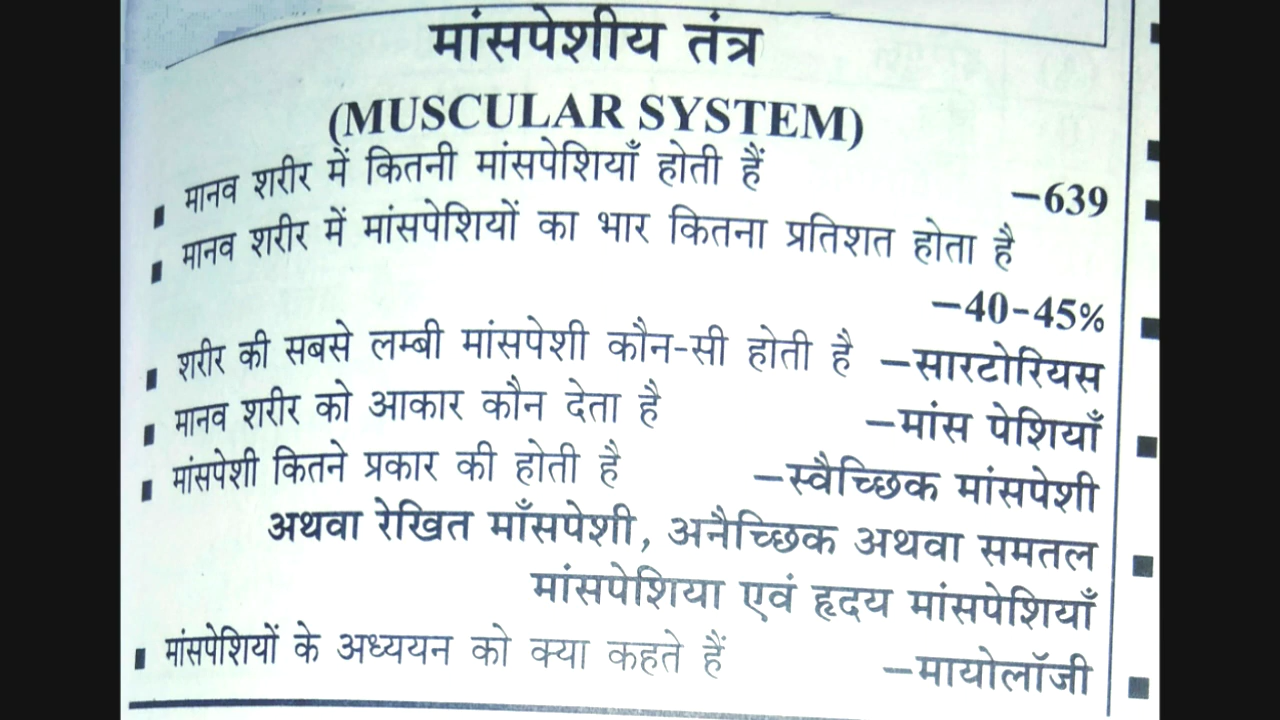 मांसपेशीय तंत्र
(MUSCULAR SYSTEM)
▪ मानव शरीर में कितनी मांसपेशियाँ होती हैं –639
▪ मानव शरीर में मांसपेशियों का भार कितना प्रतिशत होता है
–40-45%
▪ शरीर की सबसे लम्बी मांसपेशी कौन-सी होती है –सारटोरियस
▪ मानव शरीर को आकार कौन देता है –मांस पेशियाँ
▪ मांसपेशी कितने प्रकार की होती है –स्वैच्छिक मांसपेशी
अथवा रेखित माँसपेशी, अनैच्छिक अथवा समतल
मांसपेशिया एवं हृदय मांसपेशियाँ
▪ मांसपेशियों के अध्ययन को क्या कहते हैं –मायोलॉजी